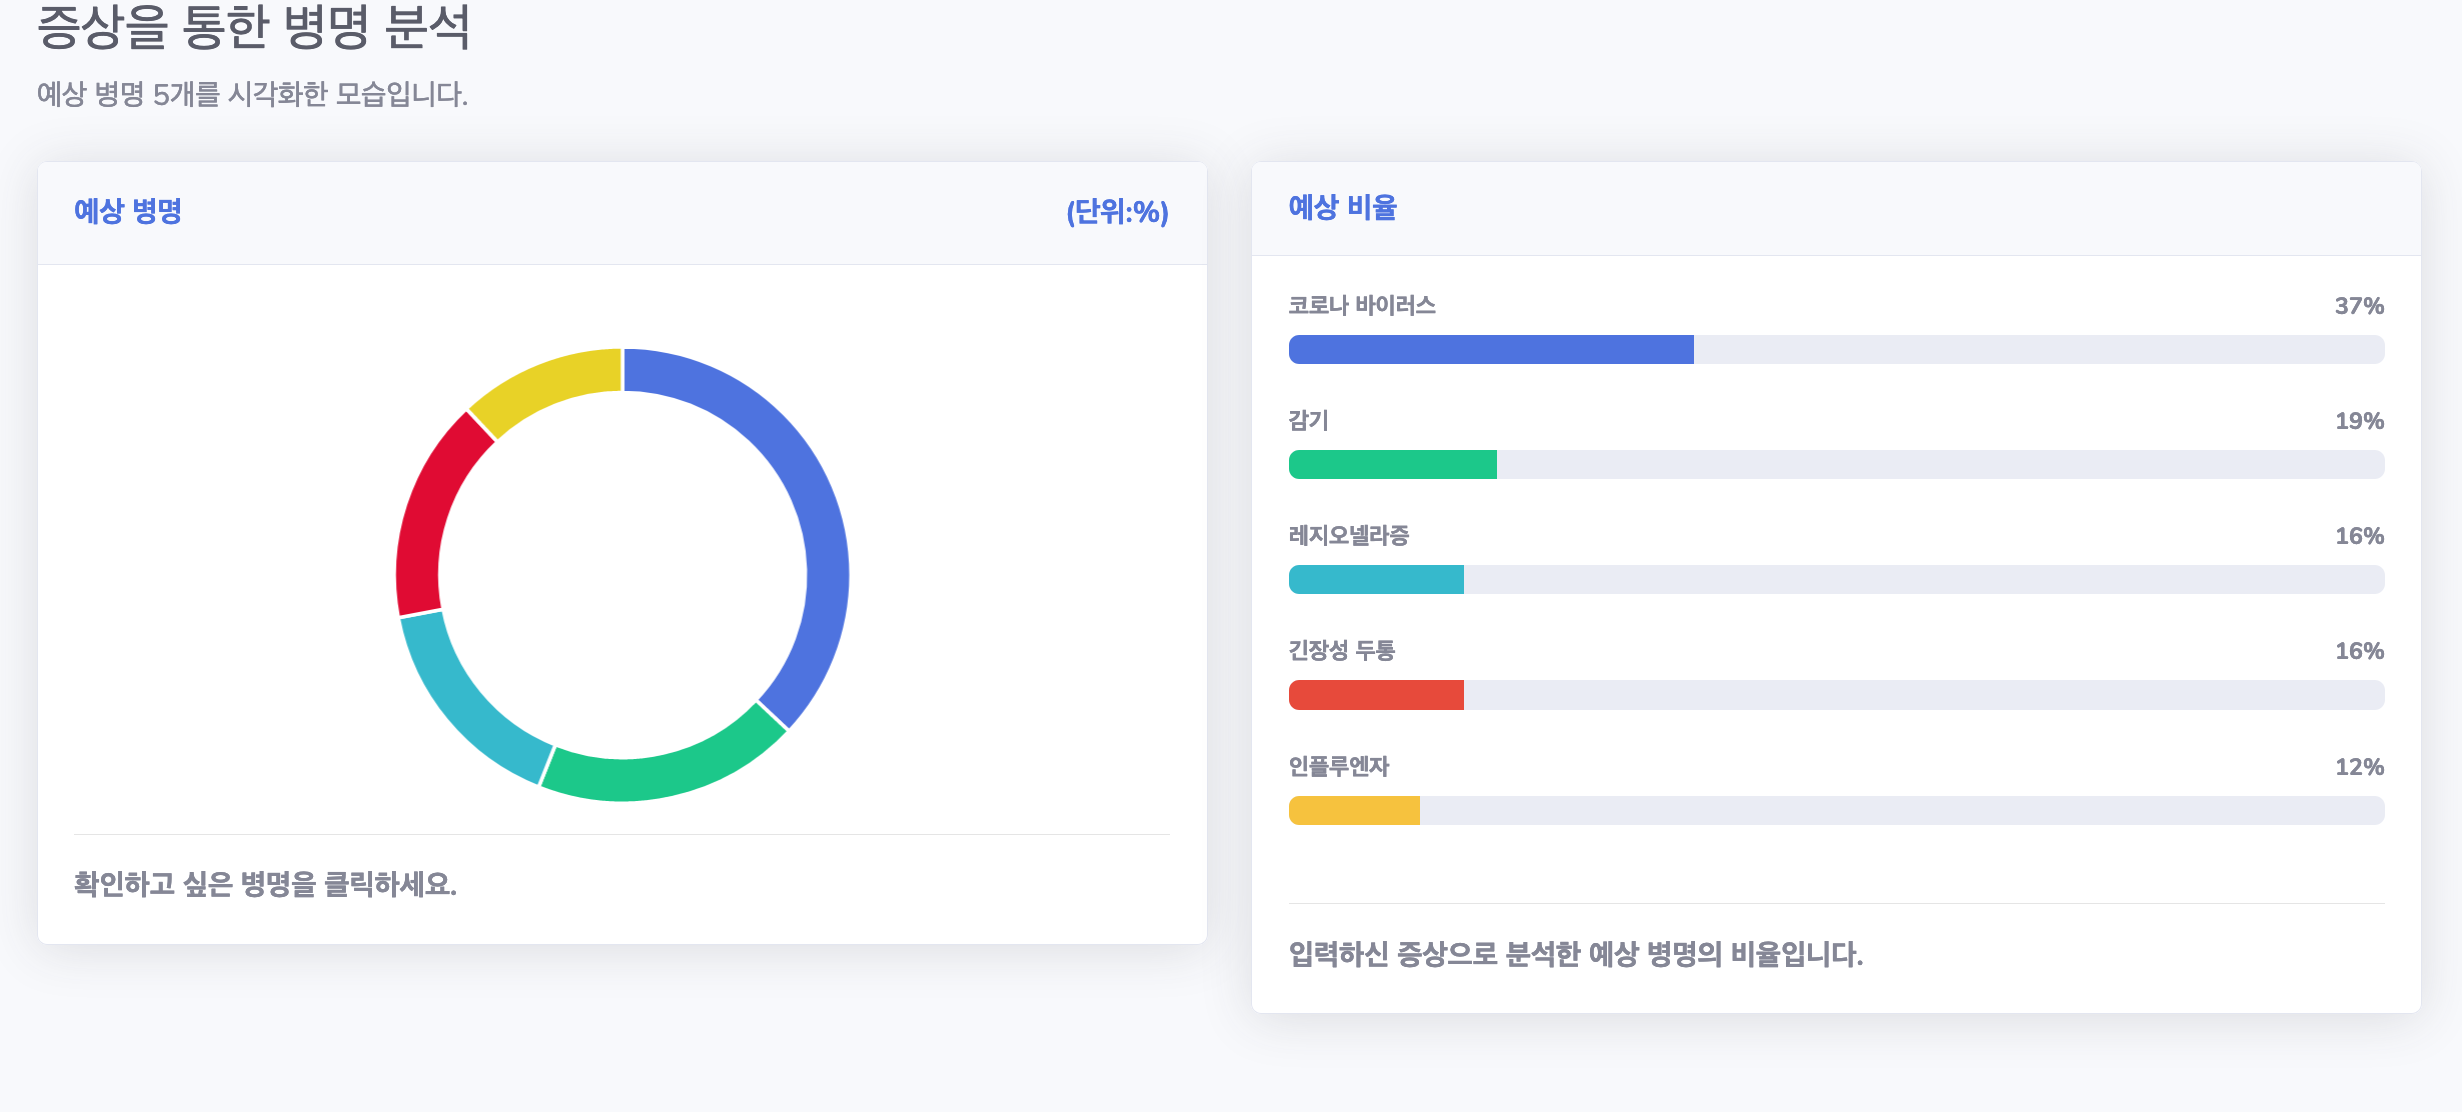 증상을 통한 병명 분석
예상 병명 5개를 시각화한 모습입니다.
예상 병명
(단위:%)
확인하고 싶은 병명을 클릭하세요.
예상 비율
코로나 바이러스 37%
감기 19%
레지오넬라증 16%
긴장성 두통 16%
인플루엔자 12%
입력하신 증상으로 분석한 예상 병명의 비율입니다.